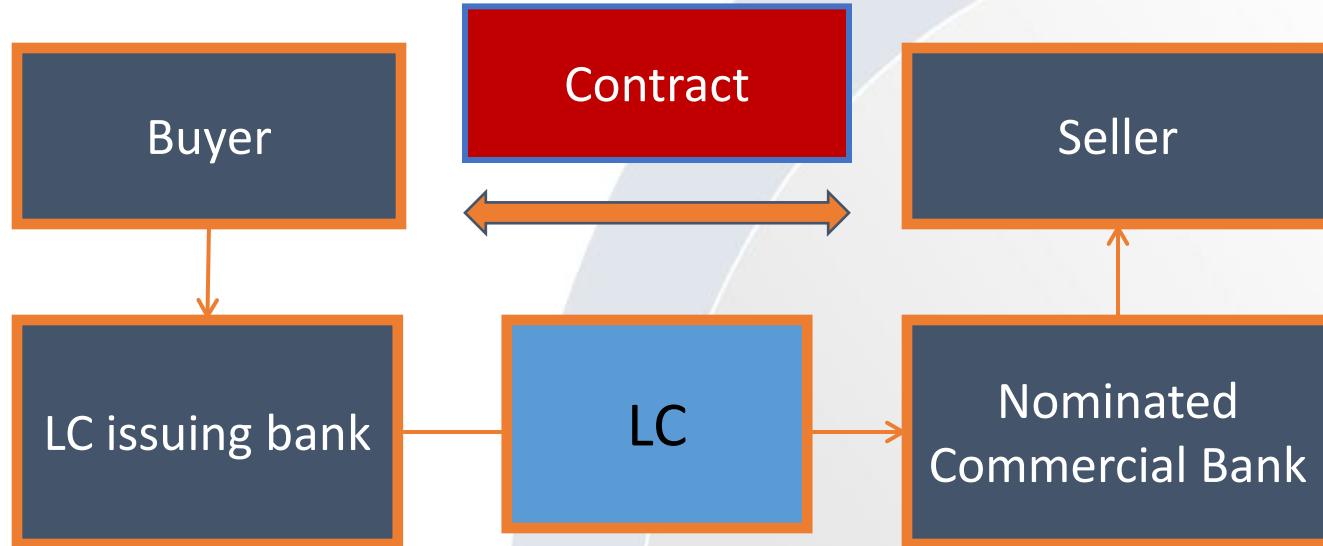 Contract
Buyer
Seller
LC issuing bank
LC
Nominated
Commercial Bank